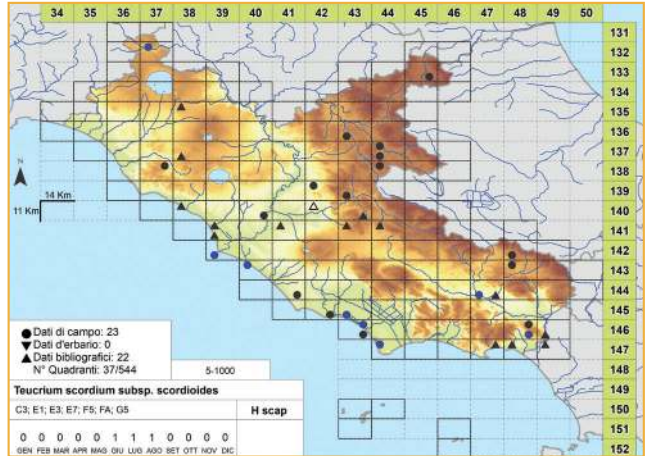 34 35 36 37 38 39 40 41 42 43 44 45 46 47 48 49 50
131
132
133
134
135
136
137
138
N
139
14 Km
140
11 Km
141
142
143
144
145
146
147
148
149
150
151
152
Dati di campo: 23
Dati d'erbario: 0
Dati bibliografici: 22
N° Quadranti: 37/544
5-1000
Teucrium scordium subsp. scordioides
C3; E1; E3; E7; F5; FA; G5
H scap
0 0 0 0 0 1 1 1 0 0 0 0
GEN FEB MAR APR MAG GIU LUG AGO SET OTT NOV DIC